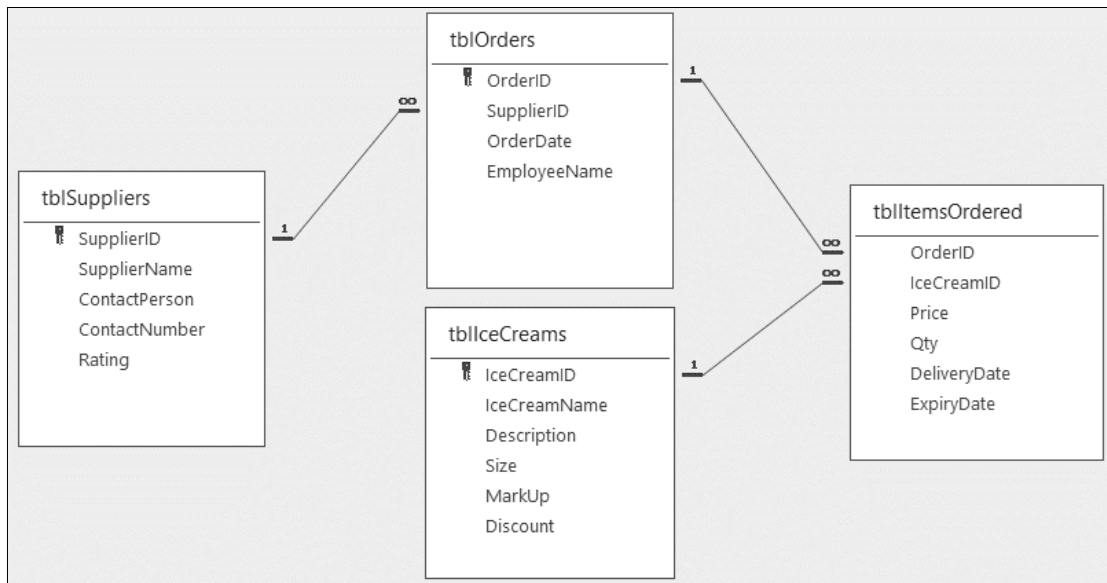 tblOrders
OrderID
SupplierID
OrderDate
EmployeeName
1
∞
tblSuppliers
SupplierID
SupplierName
ContactPerson
ContactNumber
Rating
1
tblIceCreams
IceCreamID
IceCreamName
Description
Size
MarkUp
Discount
1
tblItemsOrdered
OrderID
IceCreamID
Price
Qty
DeliveryDate
ExpiryDate
∞
∞